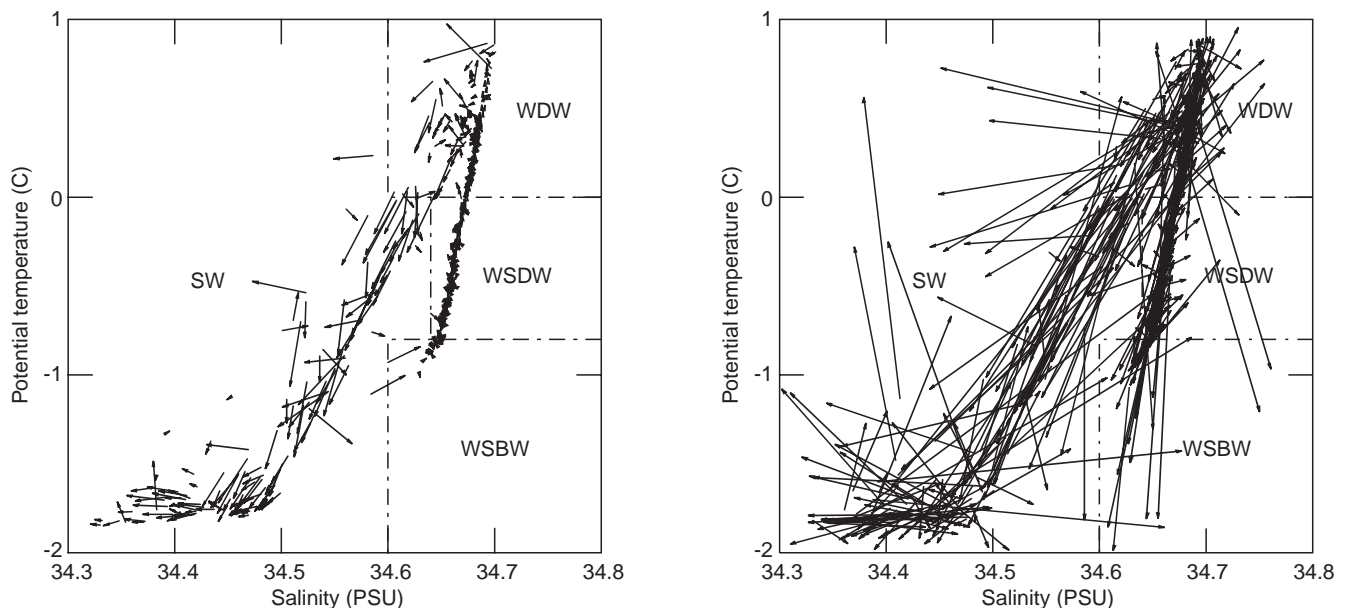 1
0
-1
-2
34.3 34.4 34.5 34.6 34.7 34.8
Salinity (PSU)
Potential temperature (C)
WDW
WSDW
SW
WSBW
1
0
-1
-2
34.3 34.4 34.5 34.6 34.7 34.8
Salinity (PSU)
Potential temperature (C)
WDW
WSDW
SW
WSBW